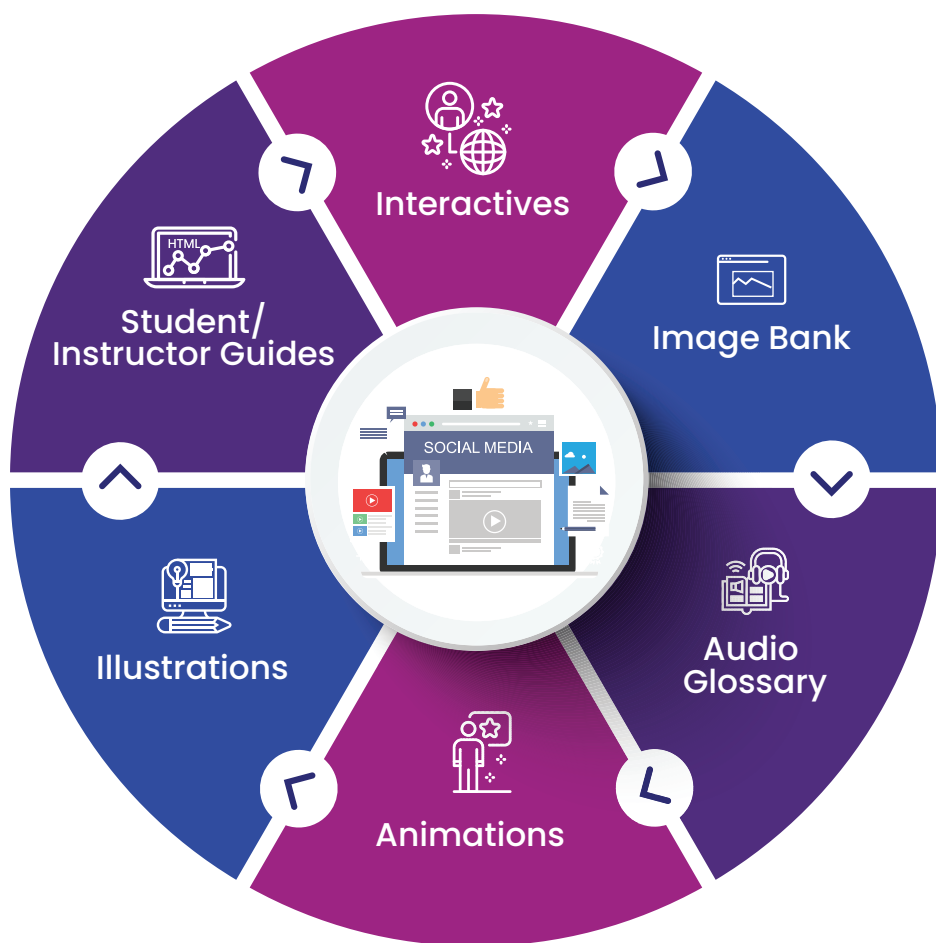 Interactives
Image Bank
Audio
Glossary
Animations
Illustrations
HTML
Student/
Instructor Guides
SOCIAL MEDIA